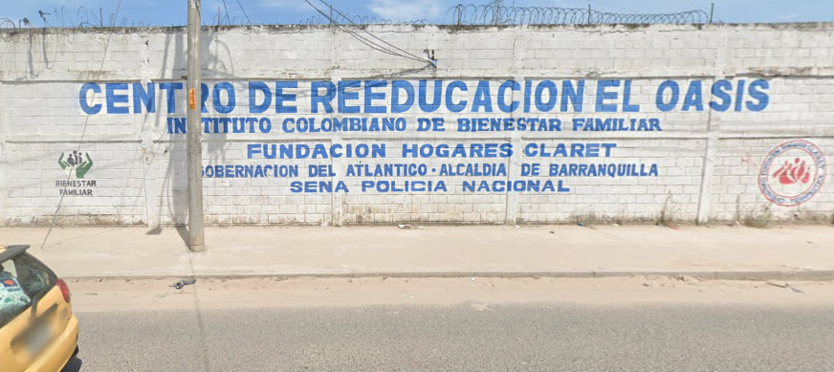 CENTRO DE REEDUCACION EL OASIS
INSTITUTO COLOMBIANO DE BIENESTAR FAMILIAR
FUNDACION HOGARES CLARET
GOBERNACION DEL ATLANTICO - ALCALDIA DE BARRANQUILLA
SENA POLICIA NACIONAL
BIENESTAR
FAMILIAR